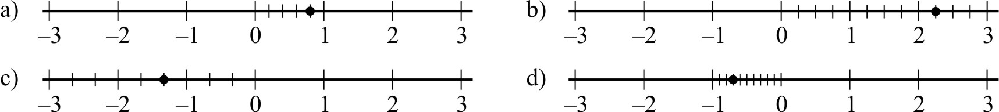 a)
–3 –2 –1 0 1 2 3
b)
–3 –2 –1 0 1 2 3
c)
–3 –2 –1 0 1 2 3
d)
–3 –2 –1 0 1 2 3